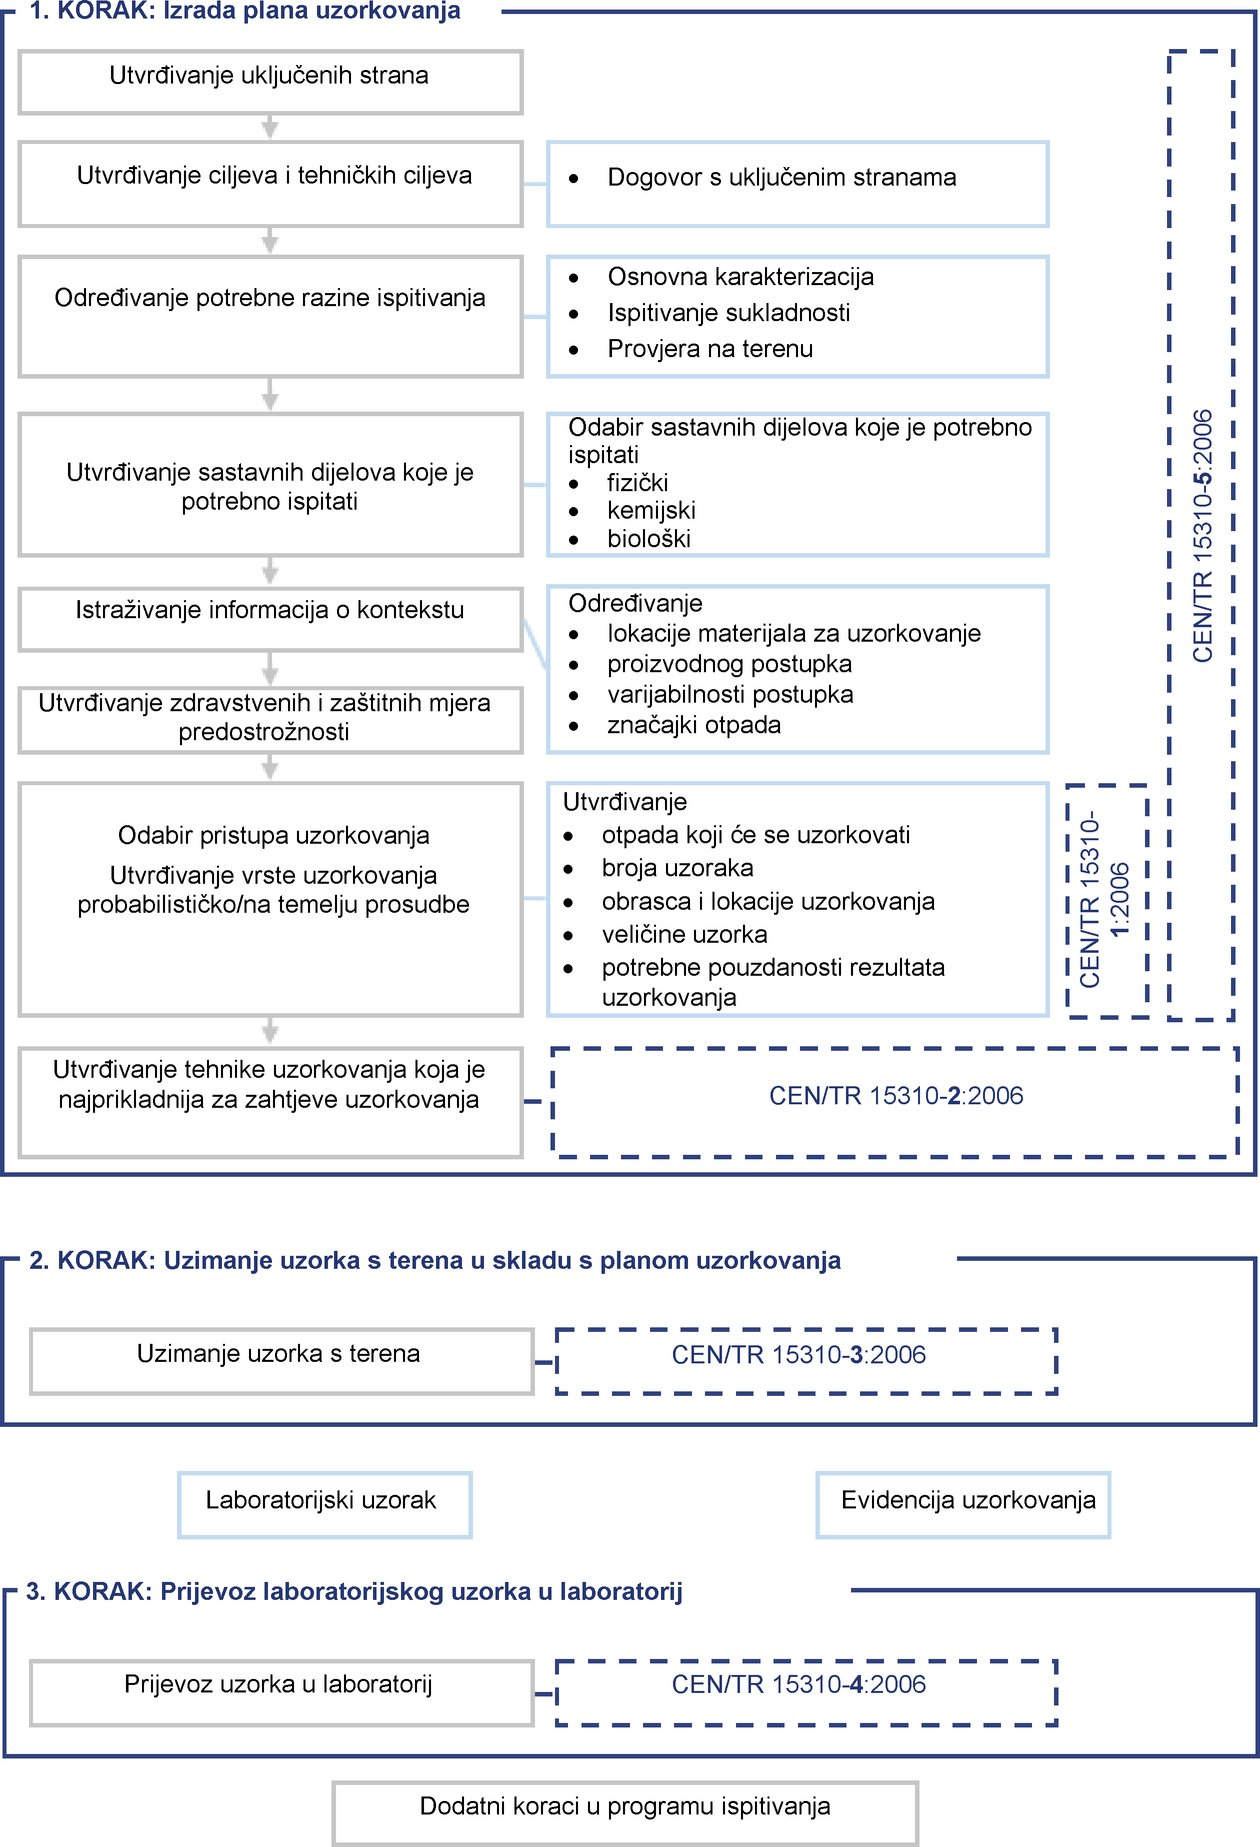 1. KORAK: Izrada plana uzorkovanja
Utvrđivanje uključenih strana
Utvrđivanje ciljeva i tehničkih ciljeva
• Dogovor s uključenim stranama
Određivanje potrebne razine ispitivanja
• Osnovna karakterizacija
• Ispitivanje sukladnosti
• Provjera na terenu
Utvrđivanje sastavnih dijelova koje je
potrebno ispitati
Odabir sastavnih dijelova koje je potrebno
ispitati
• fizički
• kemijski
• biološki
Istraživanje informacija o kontekstu
Određivanje
• lokacije materijala za uzorkovanje
• proizvodnog postupka
• varijabilnosti postupka
• značajki otpada
Utvrđivanje zdravstvenih i zaštitnih mjera
predostrožnosti
Odabir pristupa uzorkovanja
Utvrđivanje vrste uzorkovanja
probabilističko/na temelju prosudbe
Utvrđivanje
• otpada koji će se uzorkovati
• broja uzoraka
• obrasca i lokacije uzorkovanja
• veličine uzorka
• potrebne pouzdanosti rezultata
uzorkovanja
CEN/TR 15310-
1:2006
CEN/TR 15310-5:2006
Utvrđivanje tehnike uzorkovanja koja je
najprikladnija za zahtjeve uzorkovanja
CEN/TR 15310-2:2006
2. KORAK: Uzimanje uzorka s terena u skladu s planom uzorkovanja
Uzimanje uzorka s terena
CEN/TR 15310-3:2006
Laboratorijski uzorak
Evidencija uzorkovanja
3. KORAK: Prijevoz laboratorijskog uzorka u laboratorij
Prijevoz uzorka u laboratorij
CEN/TR 15310-4:2006
Dodatni koraci u programu ispitivanja